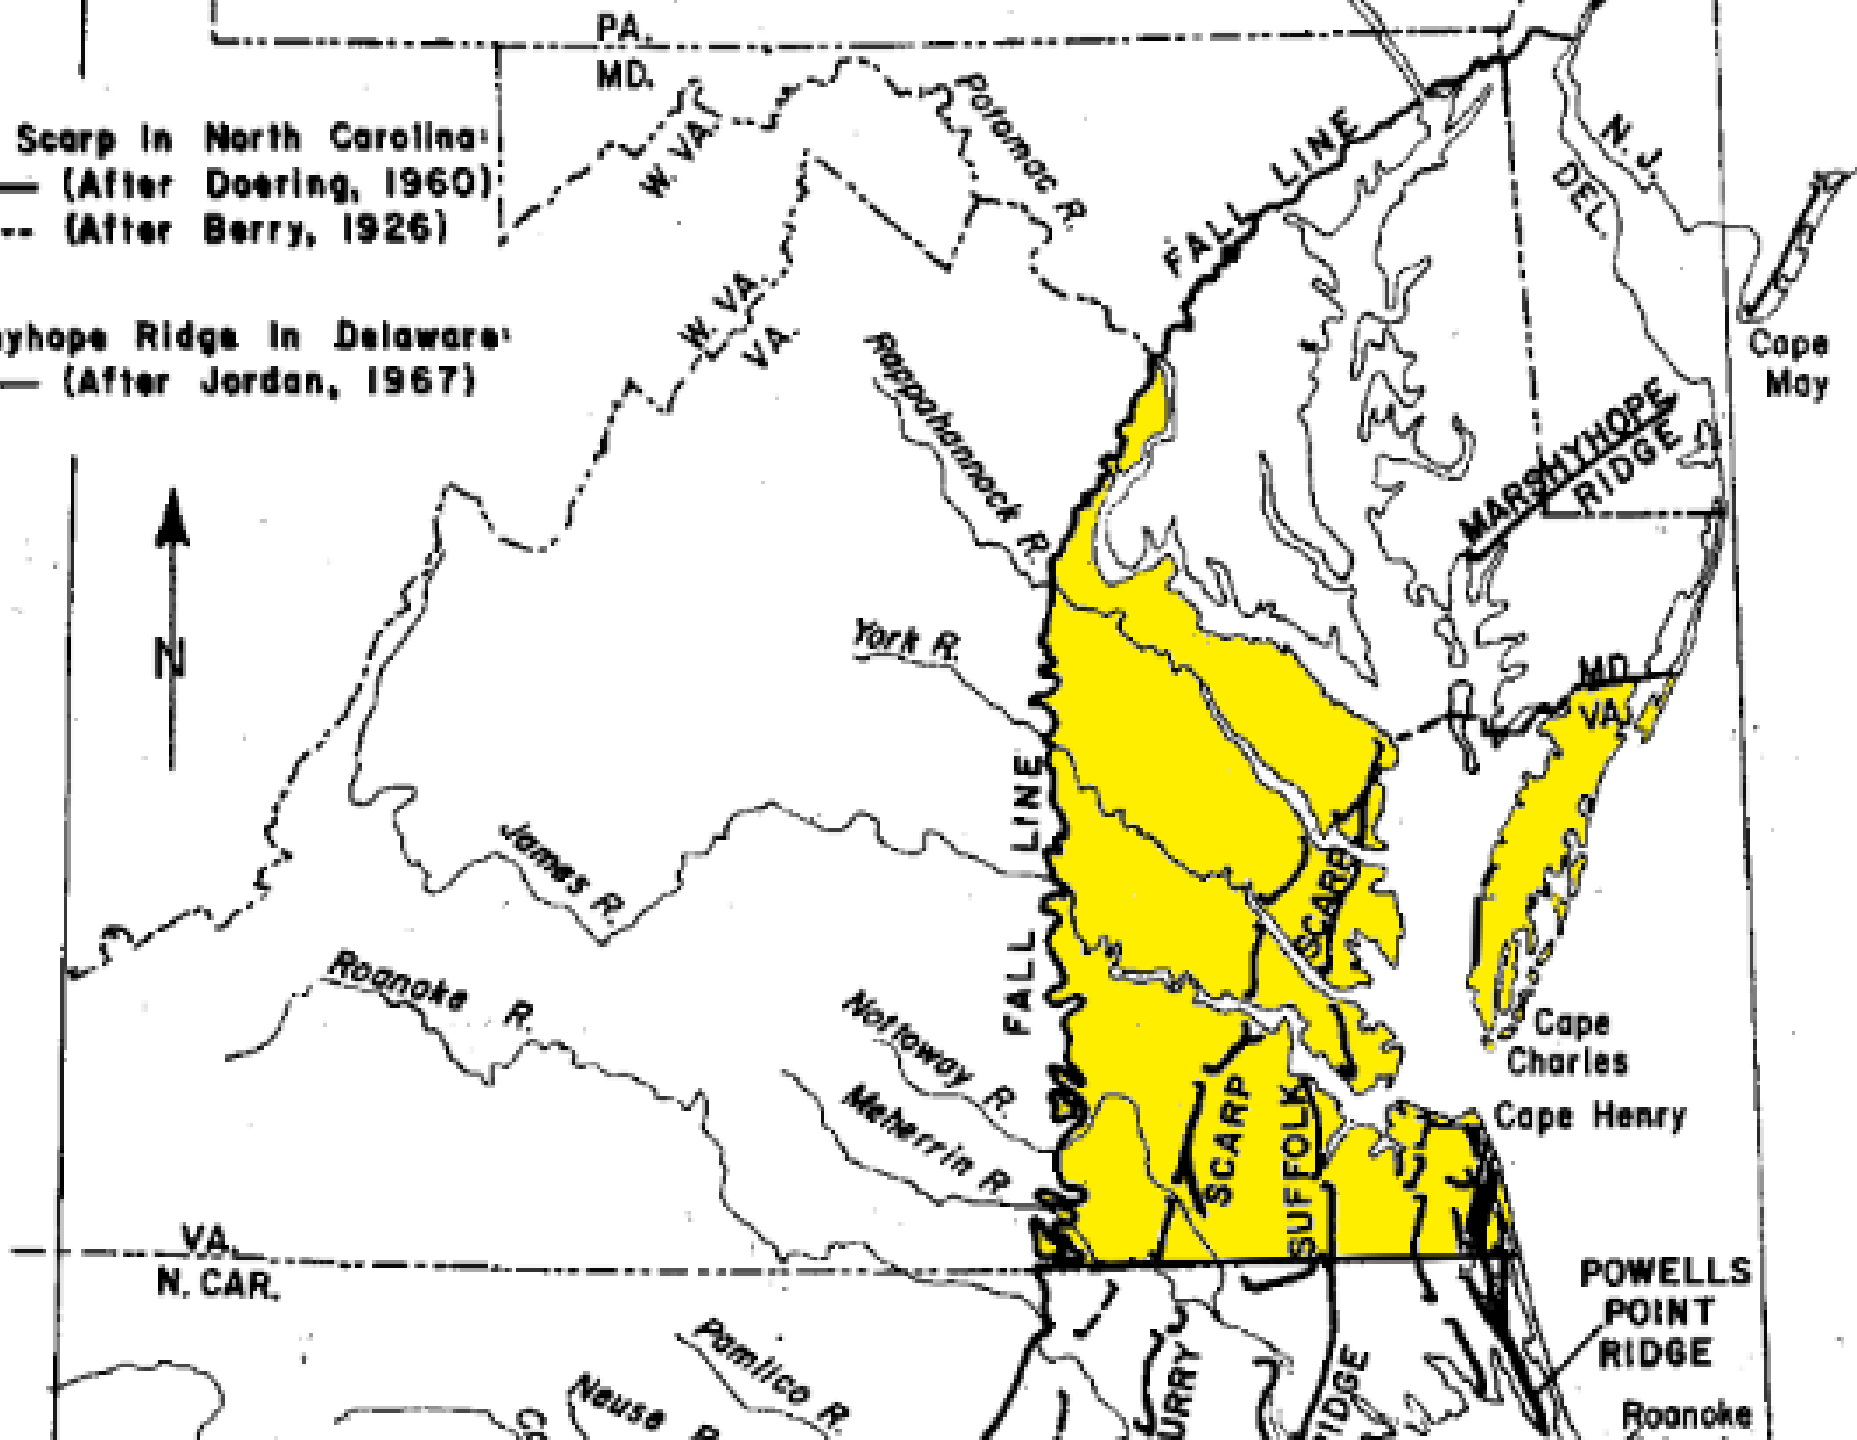 PA.
MD.
W. VA.
Potomac R.
Scarp In North Carolina:
(After Doering, 1960)
(After Berry, 1926)
FALL LINE
N. J.
DEL.
W. VA.
VA.
yhope Ridge In Delaware:
(After Jordan, 1967)
Rappahannock R.
Cape
May
MARSHYHOPE
RIDGE
N
York R.
MD.
VA.
FALL LINE
James R.
SCARP
Roanoke R.
Nottoway R.
Meherrin R.
Cape
Charles
Cape Henry
SCARP
SUFFOLK
VA.
N. CAR.
POWELLS
POINT
RIDGE
Pamlico R.
Neuse R
URRY
IDGE
Roanoke